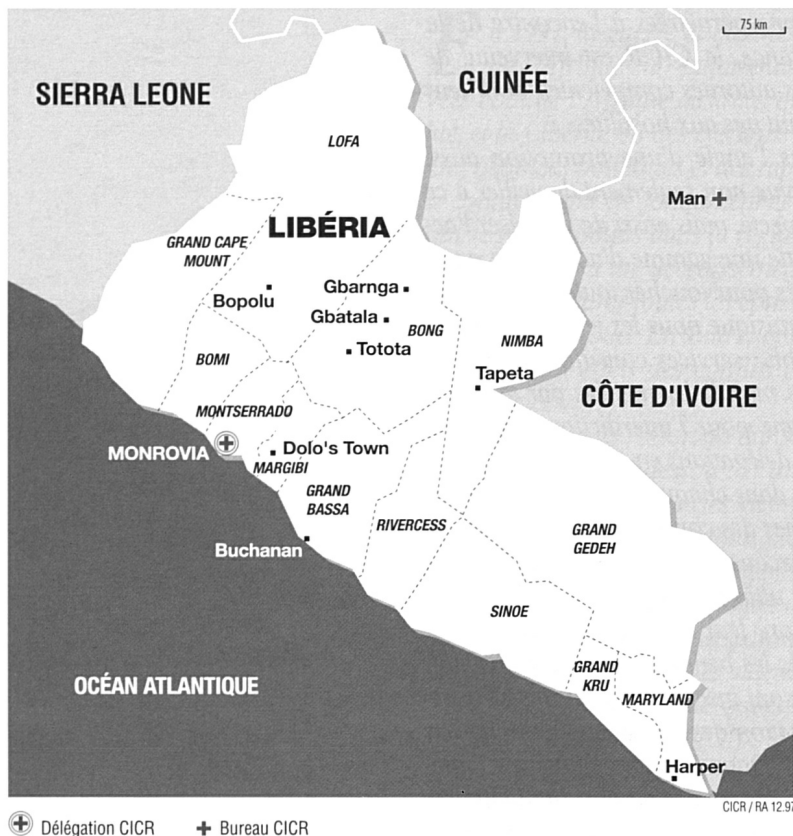 75 km
SIERRA LEONE
GUINÉE
LOFA
Man
LIBÉRIA
GRAND CAPE
MOUNT
Bopolu
Gbarnga
Gbatala
BONG
Totota
NIMBA
BOMI
Tapeta
CÔTE D'IVOIRE
MONTSERRADO
MONROVIA
Dolo's Town
MARGIBI
GRAND
BASSA
RIVERCESS
GRAND
GEDEH
Buchanan
SINOE
OCÉAN ATLANTIQUE
GRAND
KRU
MARYLAND
Harper
CICR / RA 12.97
Délégation CICR
Bureau CICR